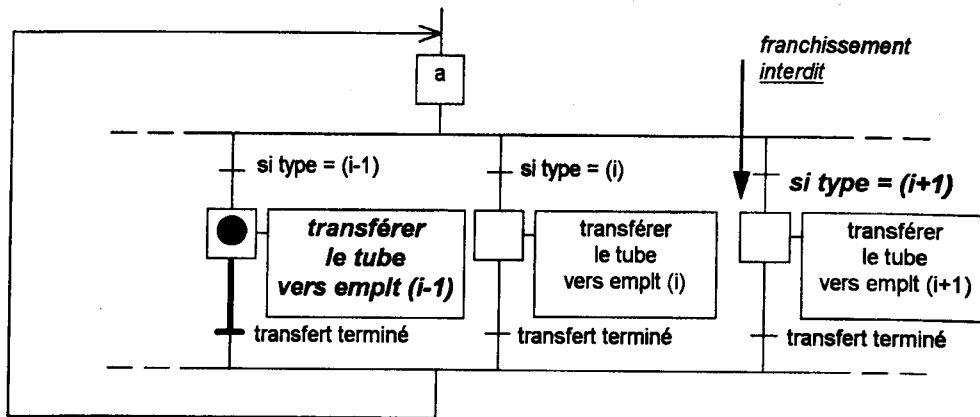 franchissement
interdit
a
si type = (i-1)
si type = (i)
si type = (i+1)
transférer
le tube
vers emplt (i-1)
transférer
le tube
vers emplt (i)
transférer
le tube
vers emplt (i+1)
transfert terminé
transfert terminé
transfert terminé